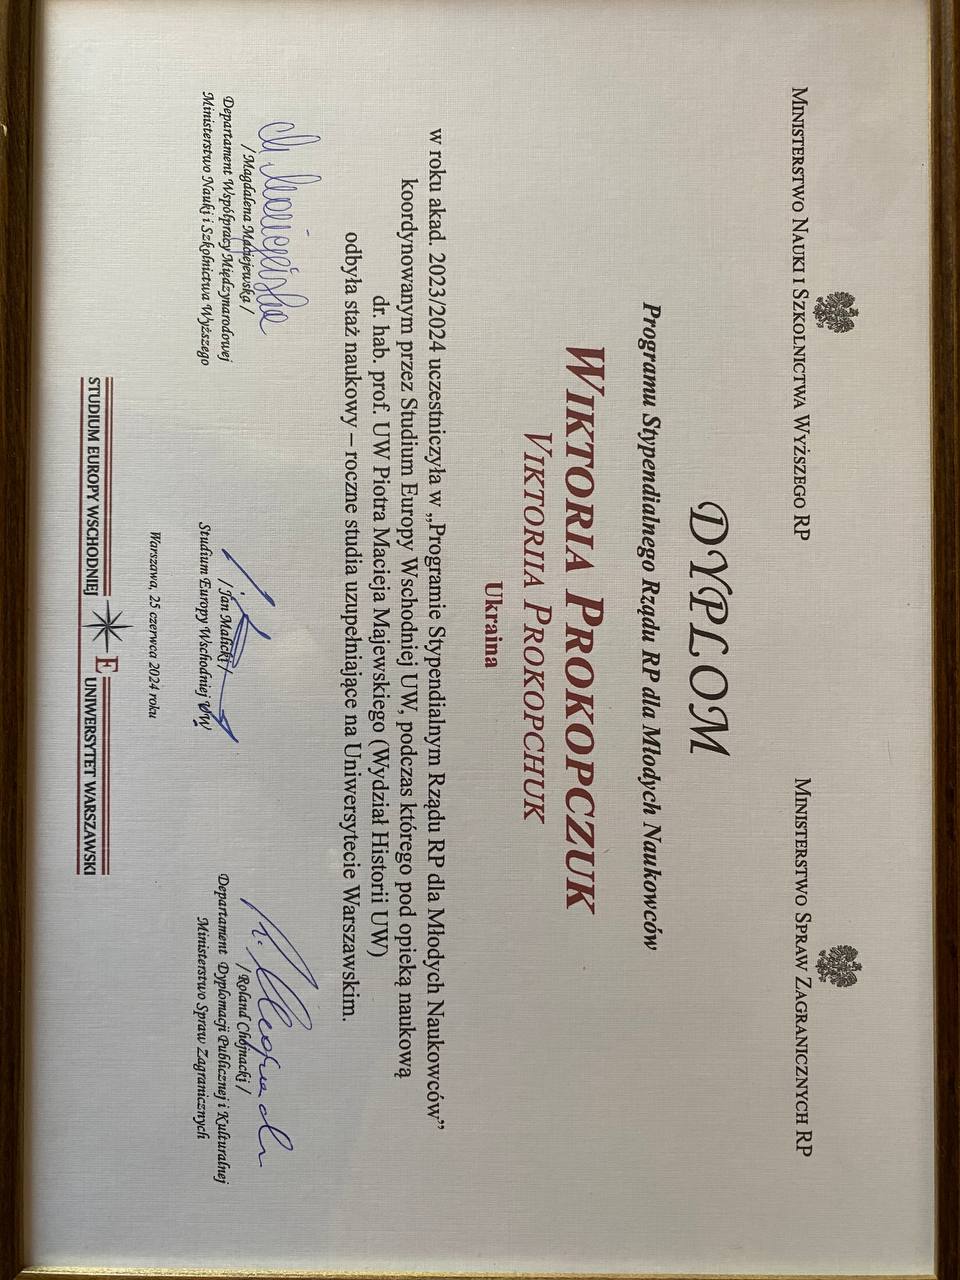 MINISTERSTWO NAUKI I SZKOLNICTWA WYŻSZEGO RP
MINISTERSTWO SPRAW ZAGRANICZNYCH RP
DYPLOM
Programu Stypendialnego Rządu RP dla Młodych Naukowców
WIKTORIA PROKOPCZUK
VIKTORIIA PROKOPCHUK
Ukraina
w roku akad. 2023/2024 uczestniczyła w „Programie Stypendialnym Rządu RP dla Młodych Naukowców”
koordynowanym przez Studium Europy Wschodniej UW, podczas którego pod opieką naukową
dr. hab. prof. UW Piotra Macieja Majewskiego (Wydział Historii UW)
odbyła staż naukowy – roczne studia uzupełniające na Uniwersytecie Warszawskim.
/ Magdalena Maciejewska /
Departament Współpracy Międzynarodowej
Ministerstwo Nauki i Szkolnictwa Wyższego
/ Jan Malicki /
Studium Europy Wschodniej UW
/ Roland Chojnacki /
Departament Dyplomacji Publicznej i Kulturalnej
Ministerstwo Spraw Zagranicznych
Warszawa, 25 czerwca 2024 roku
STUDIUM EUROPY WSCHODNIEJ E UNIWERSYTET WARSZAWSKI